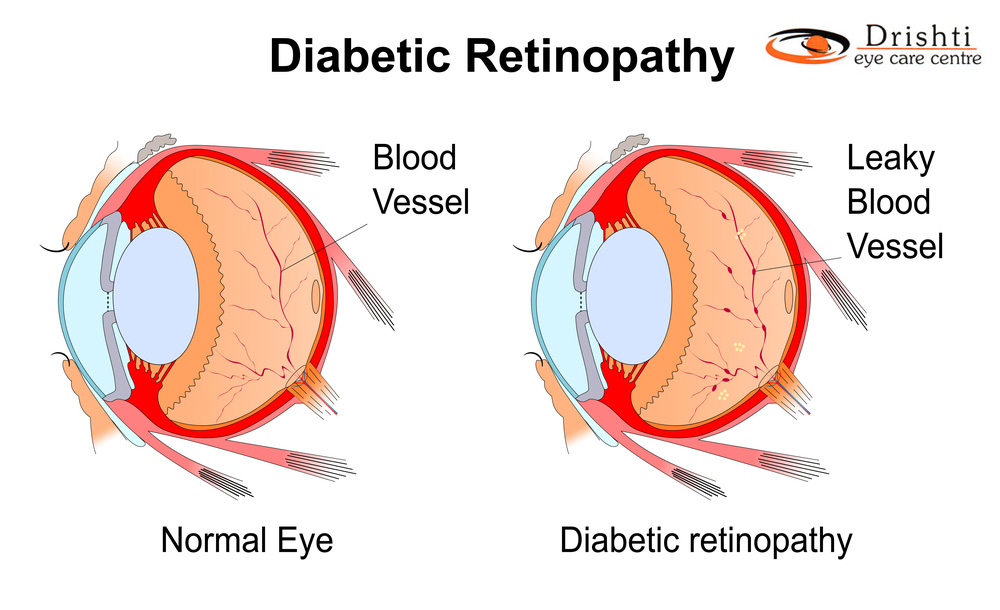 Diabetic Retinopathy
Drishti
eye care centre
Blood
Vessel
Leaky
Blood
Vessel
Normal Eye
Diabetic retinopathy